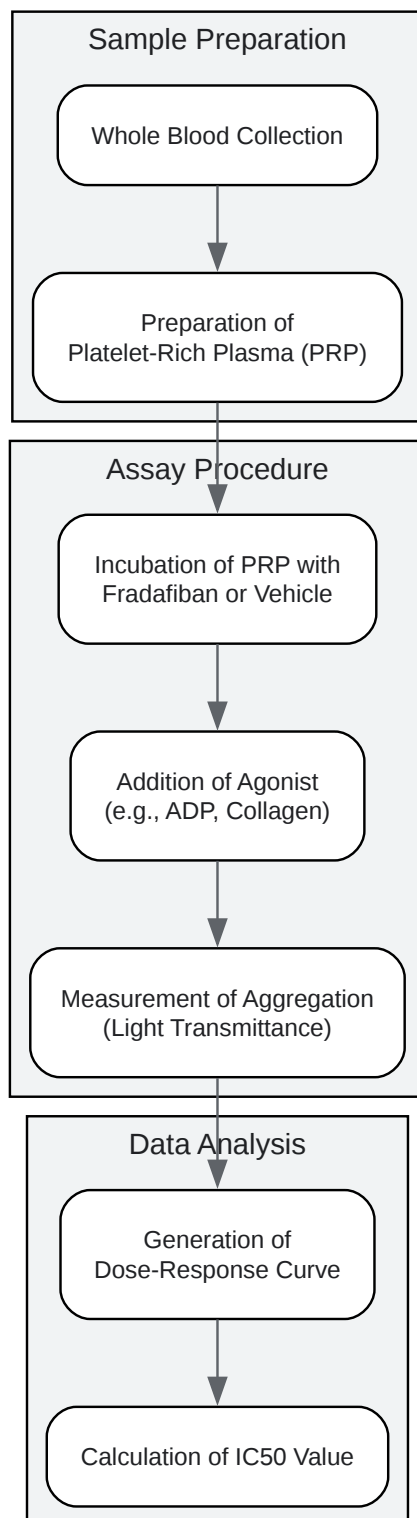 Sample Preparation
Whole Blood Collection
Preparation of
Platelet-Rich Plasma (PRP)
Assay Procedure
Incubation of PRP with
Fradafiban or Vehicle
Addition of Agonist
(e.g., ADP, Collagen)
Measurement of Aggregation
(Light Transmittance)
Data Analysis
Generation of
Dose-Response Curve
Calculation of IC50 Value